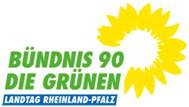 BÜNDNIS 90
DIE GRÜNEN
LANDTAG RHEINLAND-PFALZ